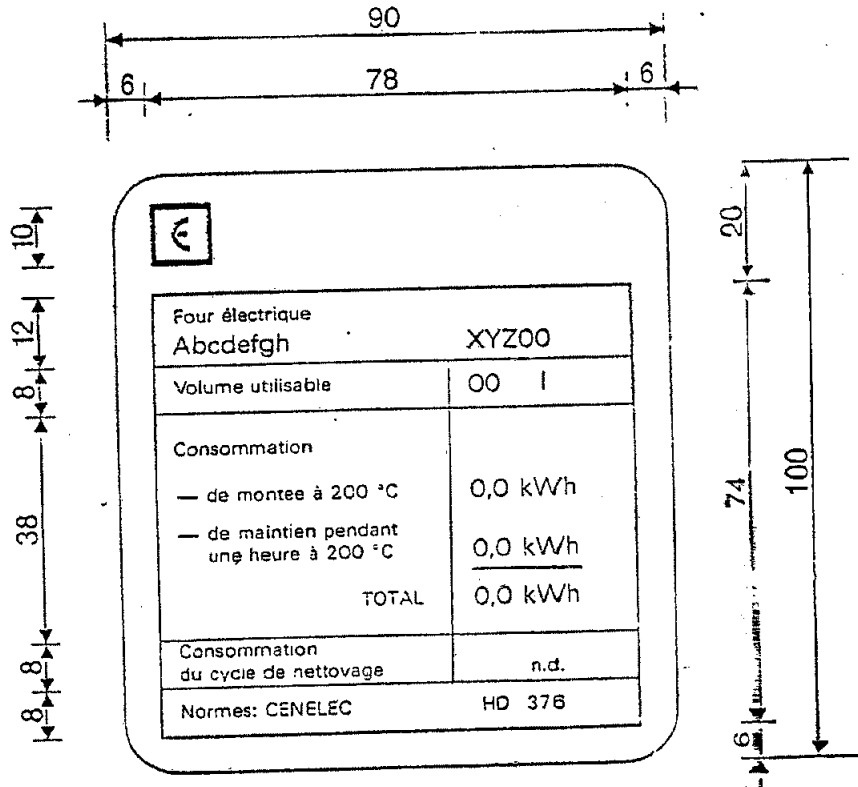 90
6 78 6
10
20
Four électrique
Abcdefgh XYZ00
12
Volume utilisable 00 l
8
Consommation
— de montee à 200 °C 0,0 kWh
— de maintien pendant
une heure à 200 °C 0,0 kWh
TOTAL 0,0 kWh
38
74
100
Consommation
du cycle de nettovage n.d.
8
Normes: CENELEC HD 376
8
6